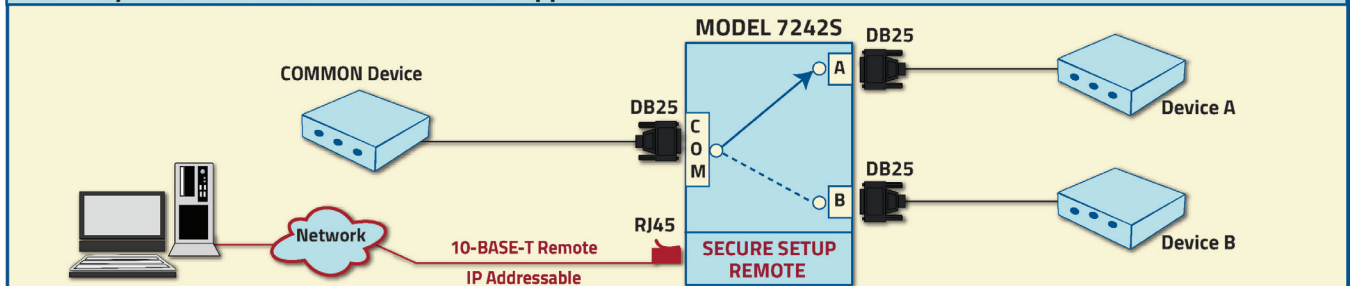 MODEL 7242S
DB25
COMMON Device
A
Device A
DB25
COM
DB25
B
Device B
RJ45
Network
10-BASE-T Remote
IP Addressable
SECURE SETUP
REMOTE